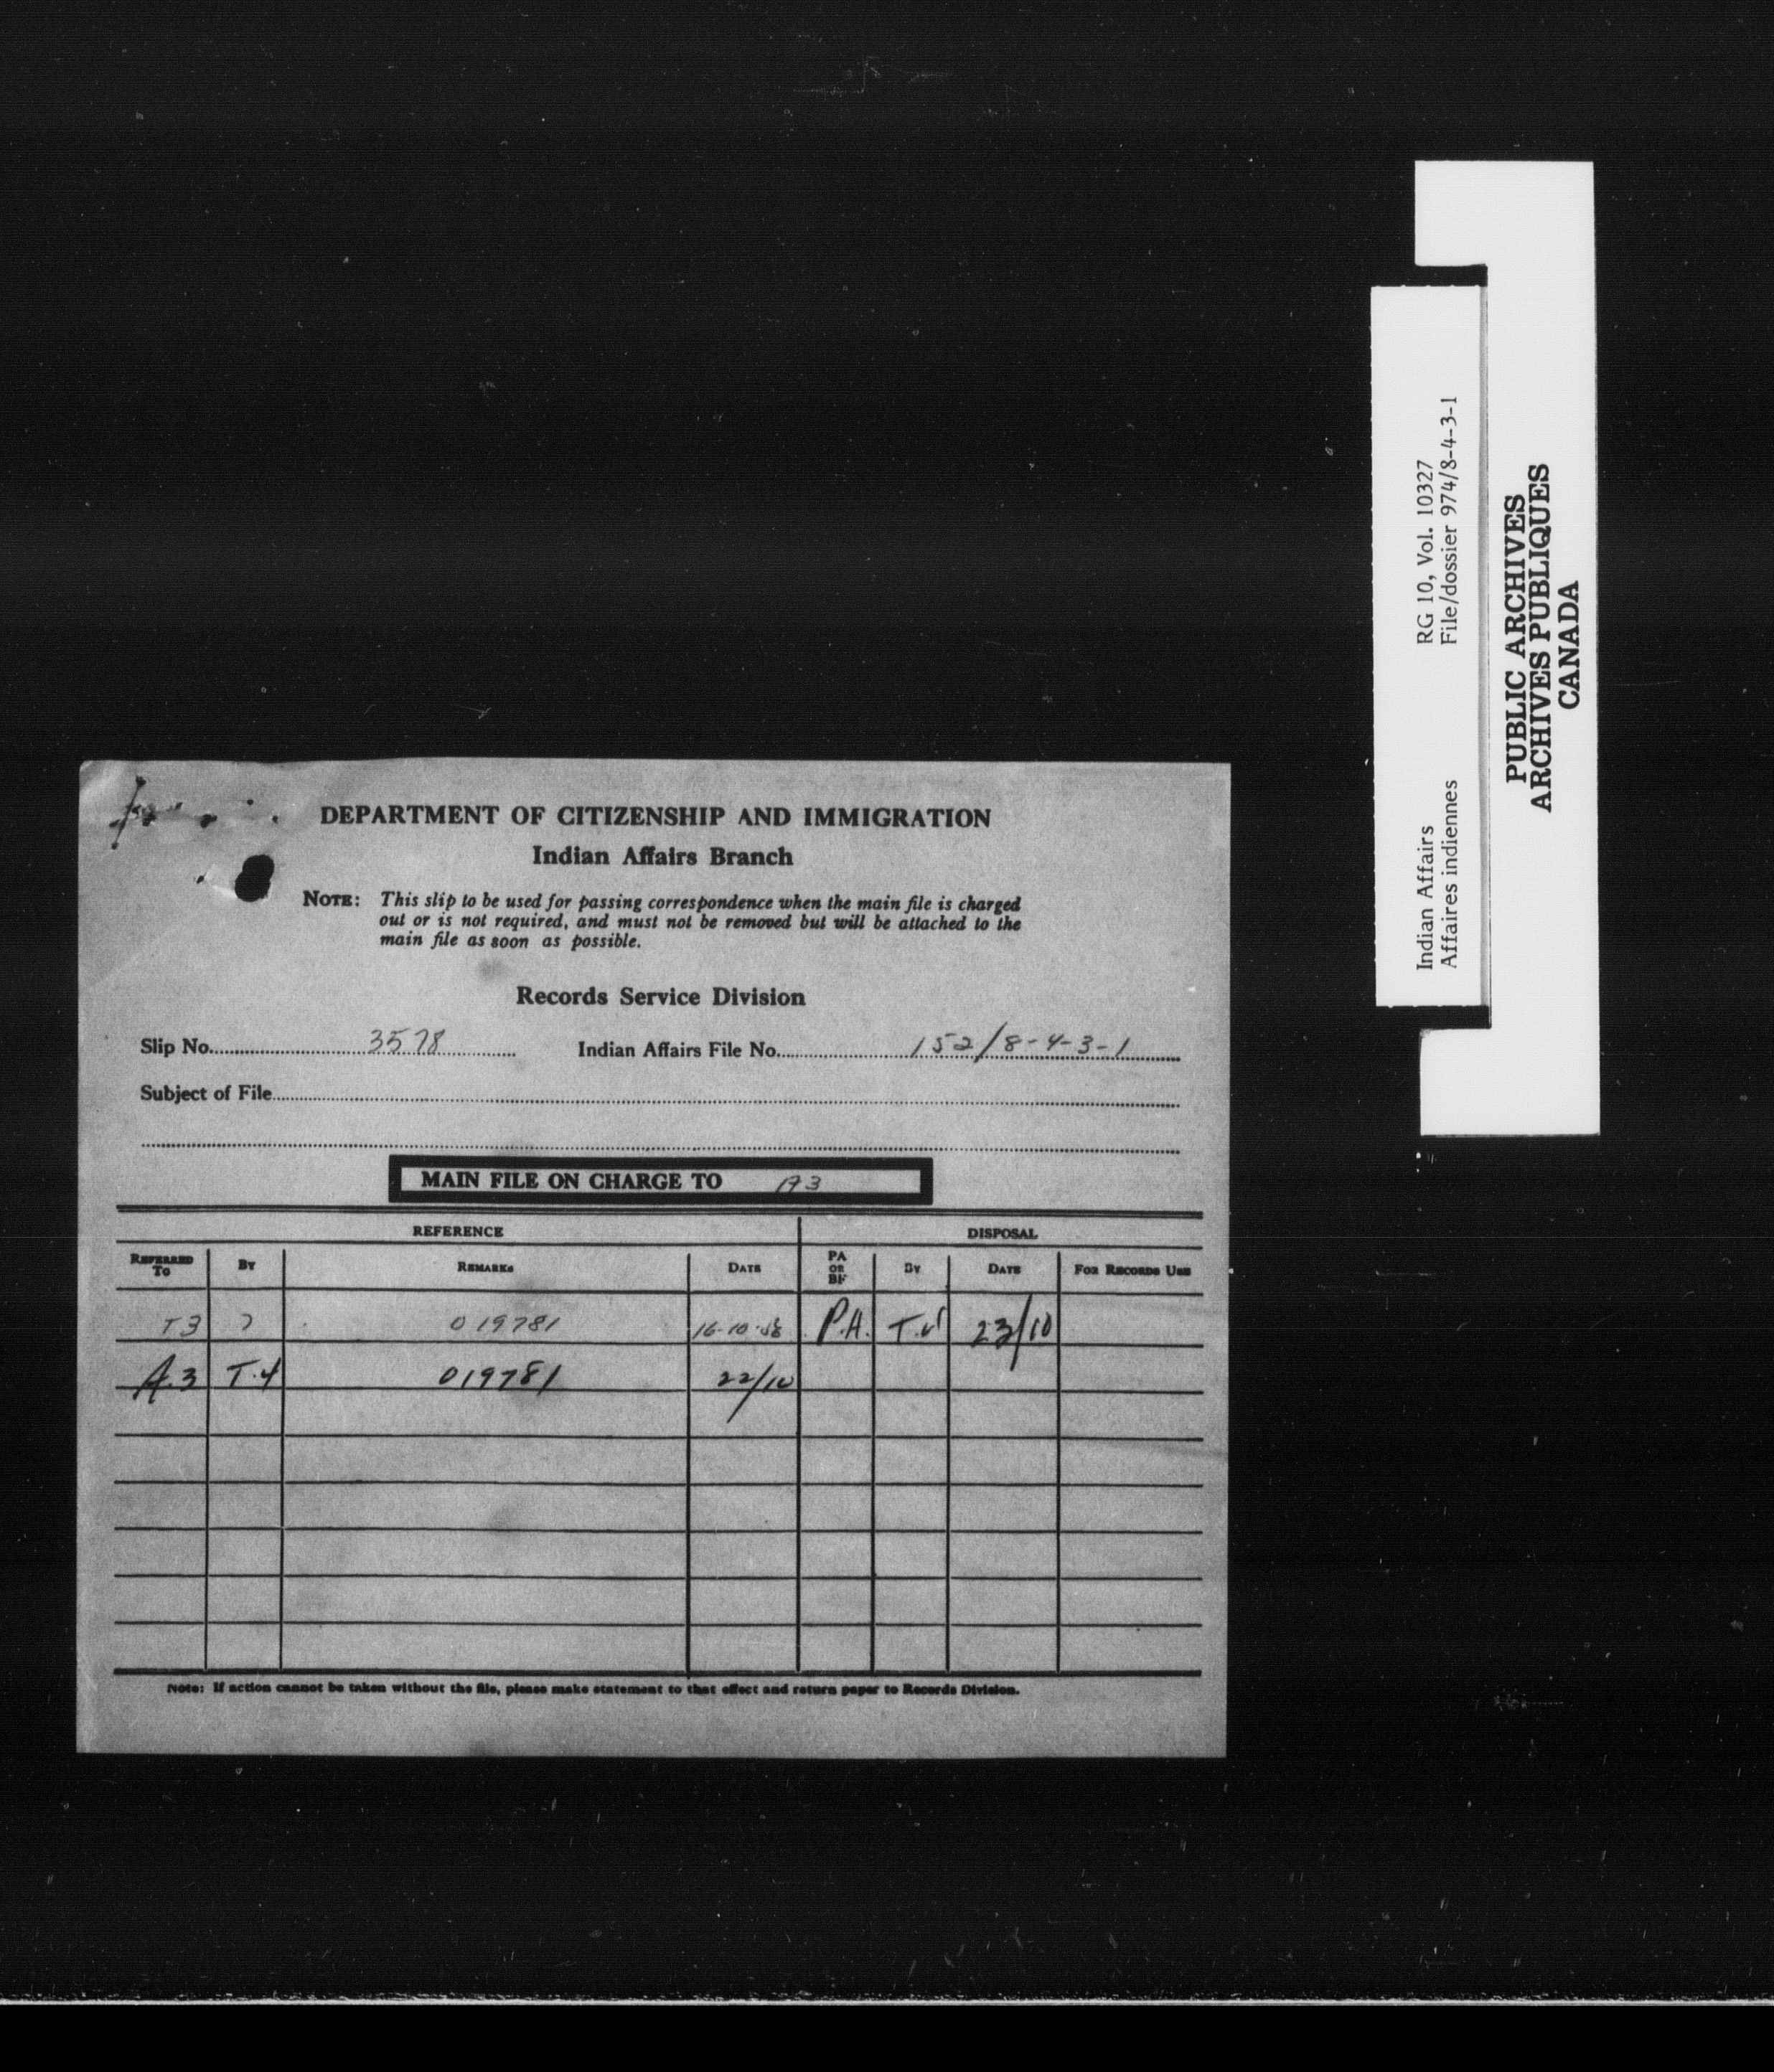 DEPARTMENT OF CITIZENSHIP AND IMMIGRATION
Indian Affairs Branch
NOTE: This slip to be used for passing correspondence when the main file is charged
out or is not required, and must not be removed but will be attached to the
main file as soon as possible.
Records Service Division
Slip No. 3578 Indian Affairs File No. 152/8-4-3-1
Subject of File
MAIN FILE ON CHARGE TO A3
REFERENCE DISPOSAL
REFERRED TO BY REMARKS DATE PA OR BF BY DATE FOR RECORDS USE
T3 019781 16-10- P.A. 23/10
A.3 T.4 019781 22/10
Note: If action cannot be taken without the file, please make statement to that effect and return paper to Records Division.
Indian Affairs RG 10, Vol. 10327
Affaires indiennes File/dossier 974/8-4-3-1
PUBLIC ARCHIVES
ARCHIVES PUBLIQUES
CANADA